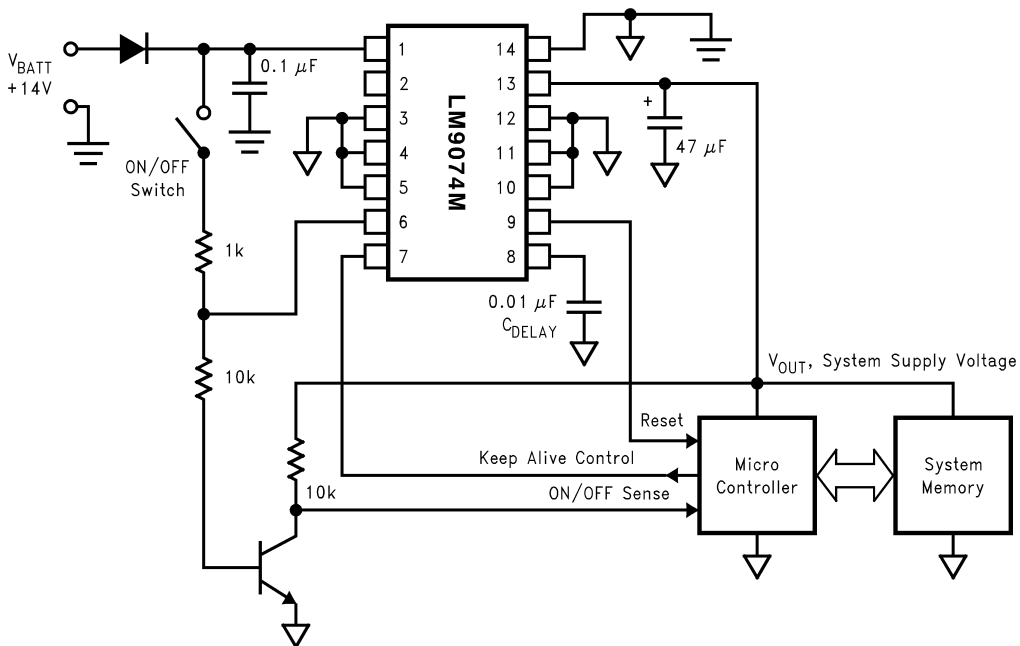 V_BATT
+14V
0.1 μF
ON/OFF
Switch
1k
10k
10k
LM9074M
1
2
3
4
5
6
7
14
13
12
11
10
9
8
+
47 μF
0.01 μF
C_DELAY
V_OUT, System Supply Voltage
Reset
Keep Alive Control
ON/OFF Sense
Micro
Controller
System
Memory